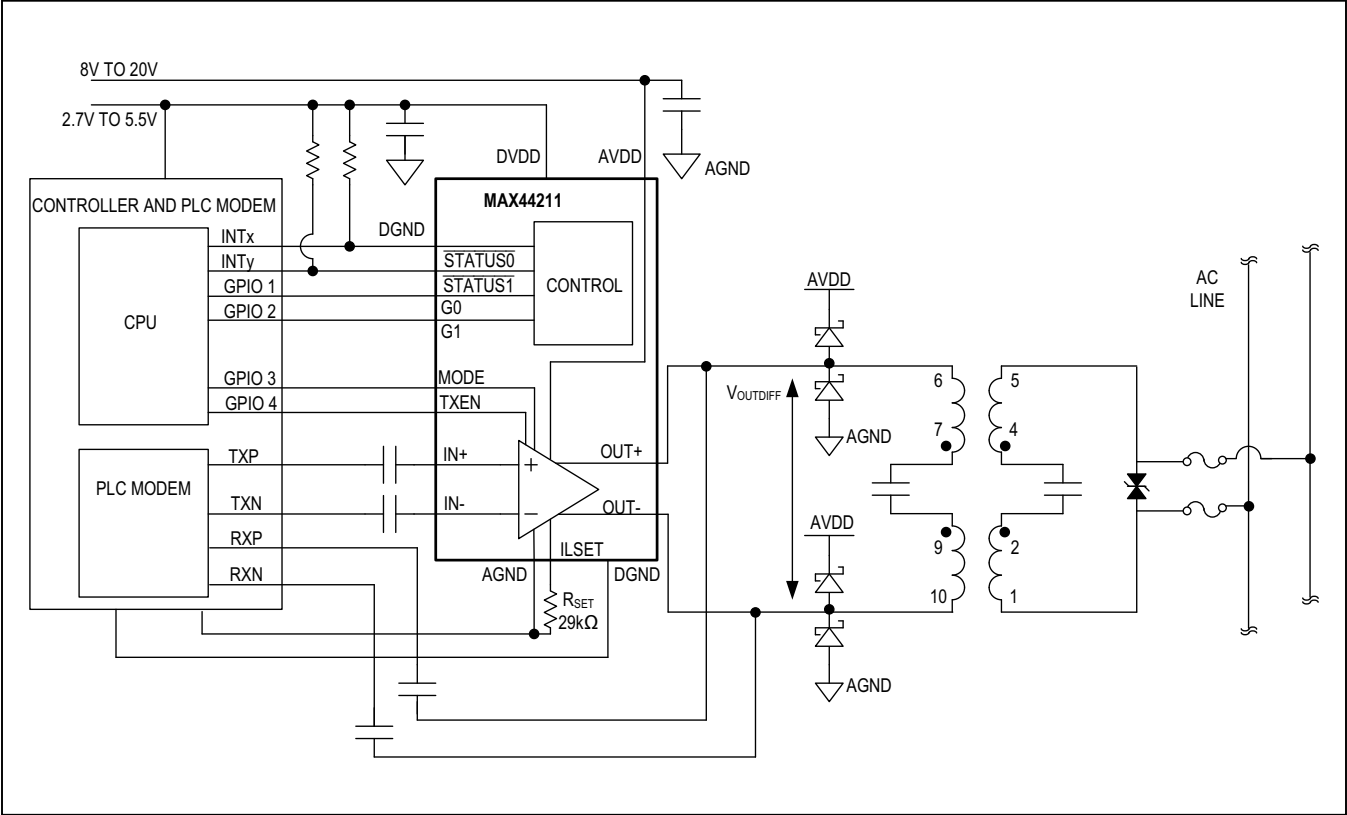 8V TO 20V
2.7V TO 5.5V
DVDD
AVDD
AGND
CONTROLLER AND PLC MODEM
MAX44211
INTx
DGND
INTy
STATUS0
GPIO 1
STATUS1
CONTROL
GPIO 2
G0
G1
CPU
AVDD
AC
LINE
GPIO 3
MODE
GPIO 4
TXEN
VOUTDIFF
6
5
7
4
AGND
TXP
IN+
+
OUT+
PLC MODEM
TXN
IN-
−
OUT-
AVDD
RXP
ILSET
9
2
RXN
AGND
DGND
RSET
29kΩ
10
1
AGND